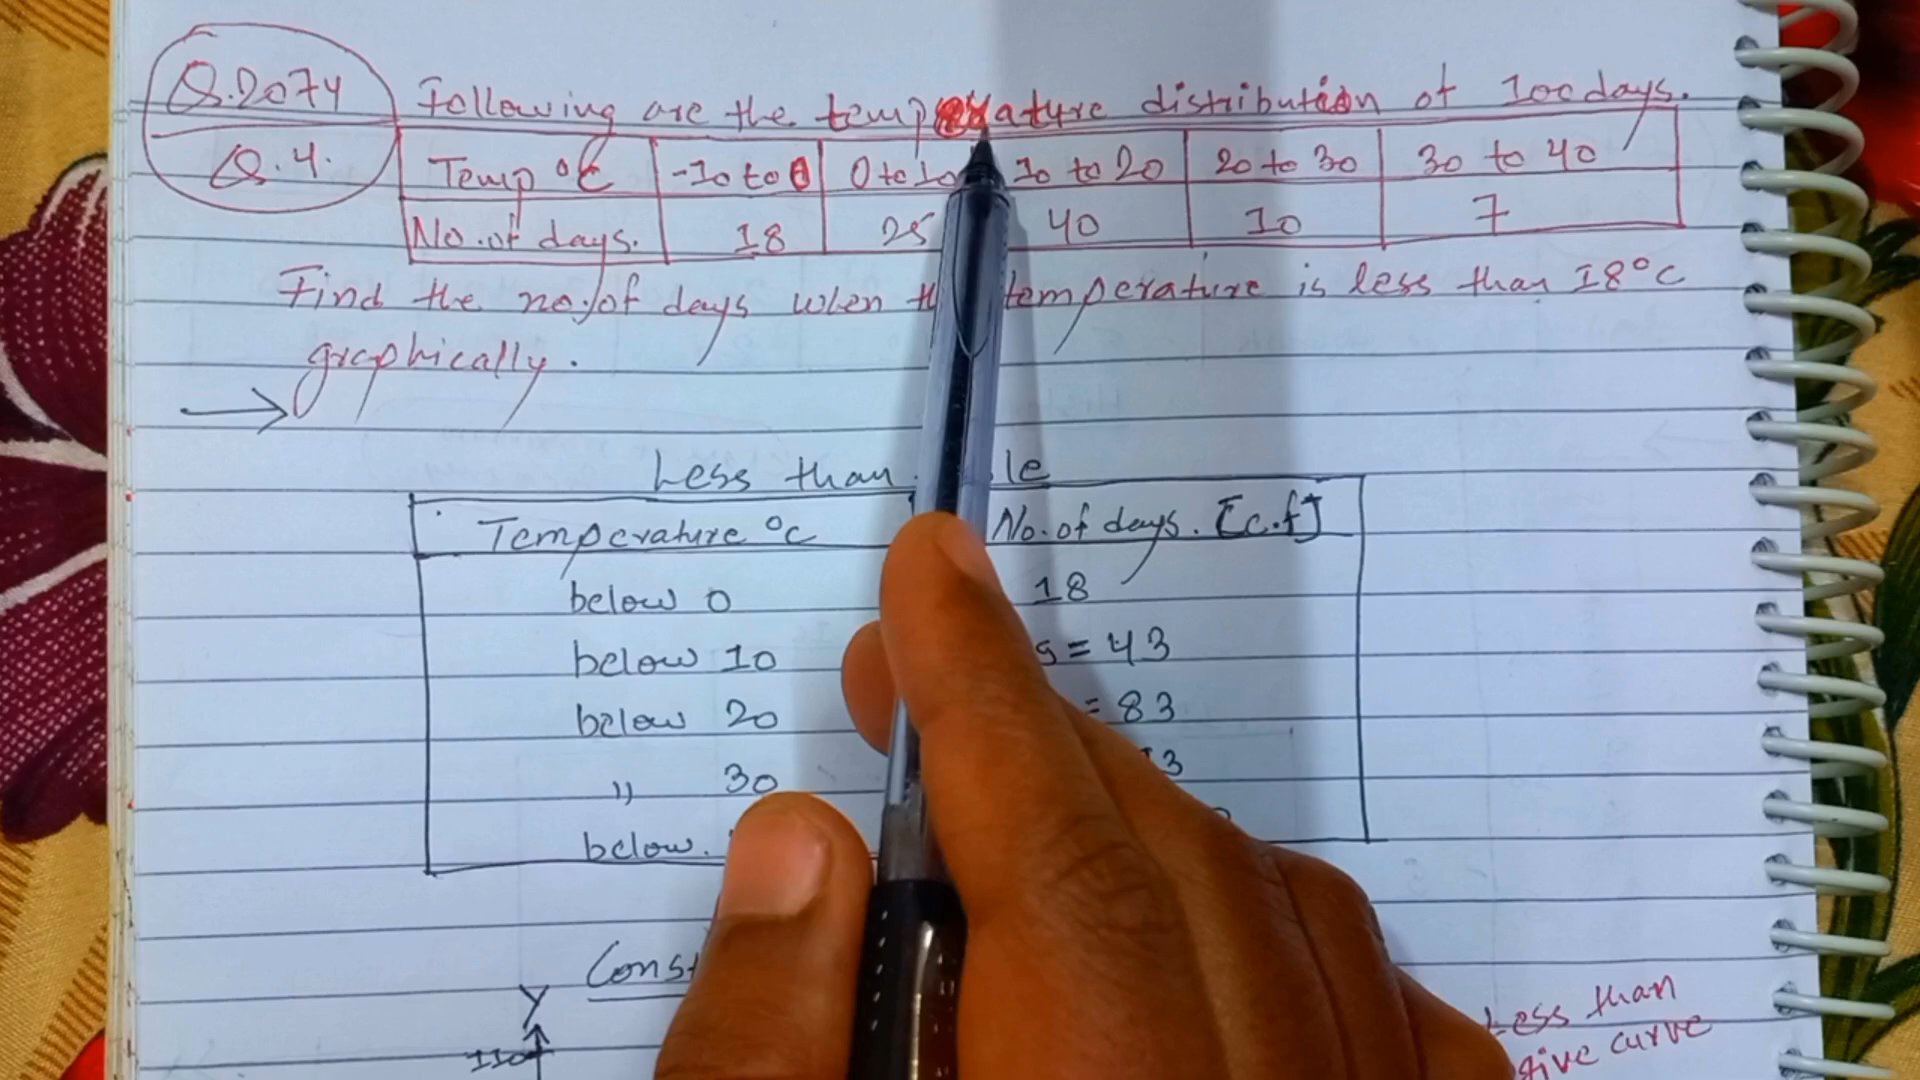 Q.2074
Q.4.
Following are the temperature distribution of 100 days.
Temp °C -10 to 0 0 to 10 10 to 20 20 to 30 30 to 40
No. of days. 18 25 40 10 7
Find the no. of days when temperature is less than 18°C
graphically.
Less than
Temperature °C No. of days. [c.f]
below 0 18
below 10 = 43
below 20 = 83
" 30
below
Y
110
Less than
curve